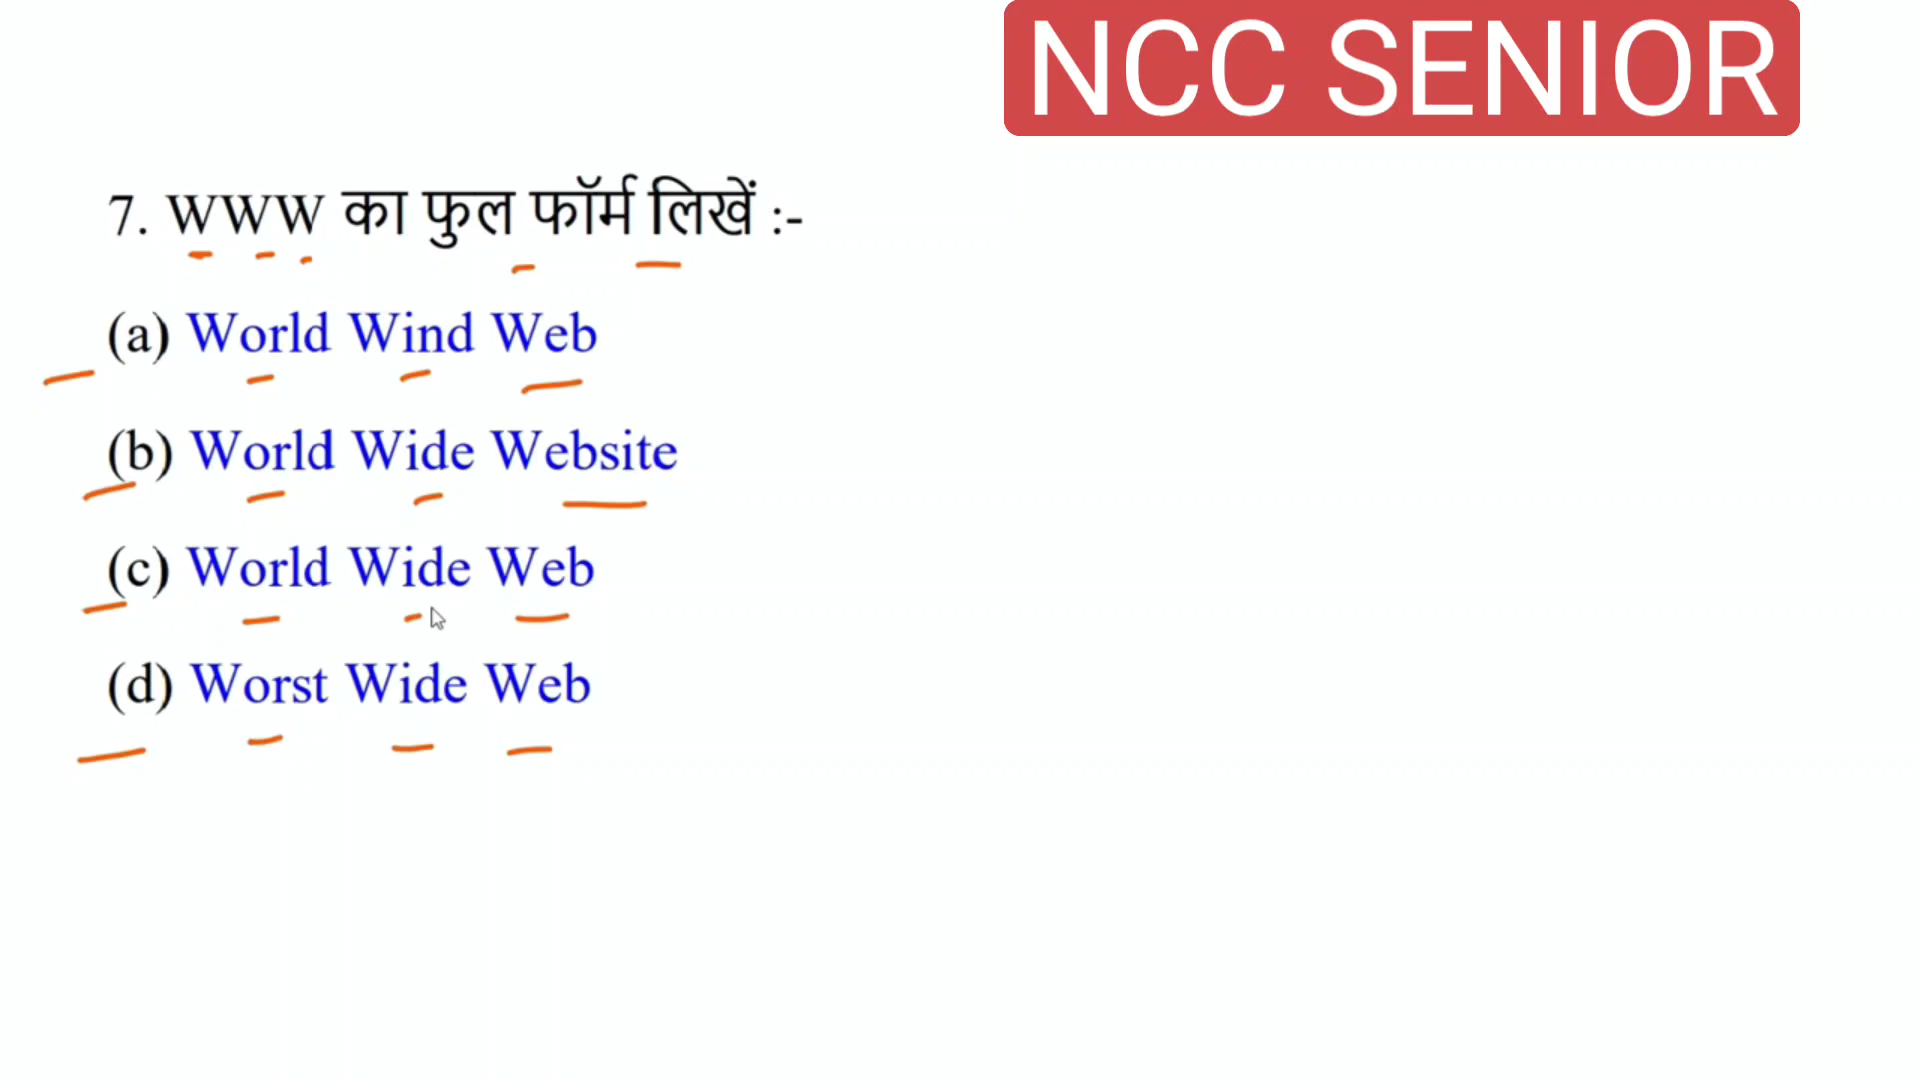 NCC SENIOR
7. WWW का फुल फॉर्म लिखें :-
(a) World Wind Web
(b) World Wide Website
(c) World Wide Web
(d) Worst Wide Web